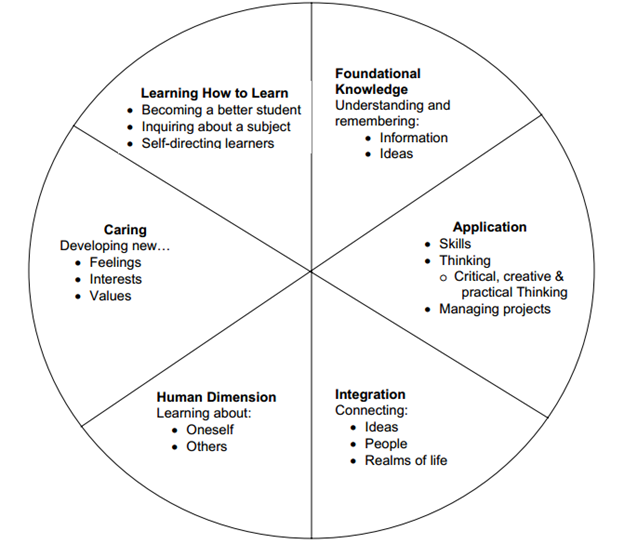 Learning How to Learn
• Becoming a better student
• Inquiring about a subject
• Self-directing learners
Foundational
Knowledge
Understanding and
remembering:
• Information
• Ideas
Application
• Skills
• Thinking
o Critical, creative &
practical Thinking
• Managing projects
Integration
Connecting:
• Ideas
• People
• Realms of life
Human Dimension
Learning about:
• Oneself
• Others
Caring
Developing new…
• Feelings
• Interests
• Values